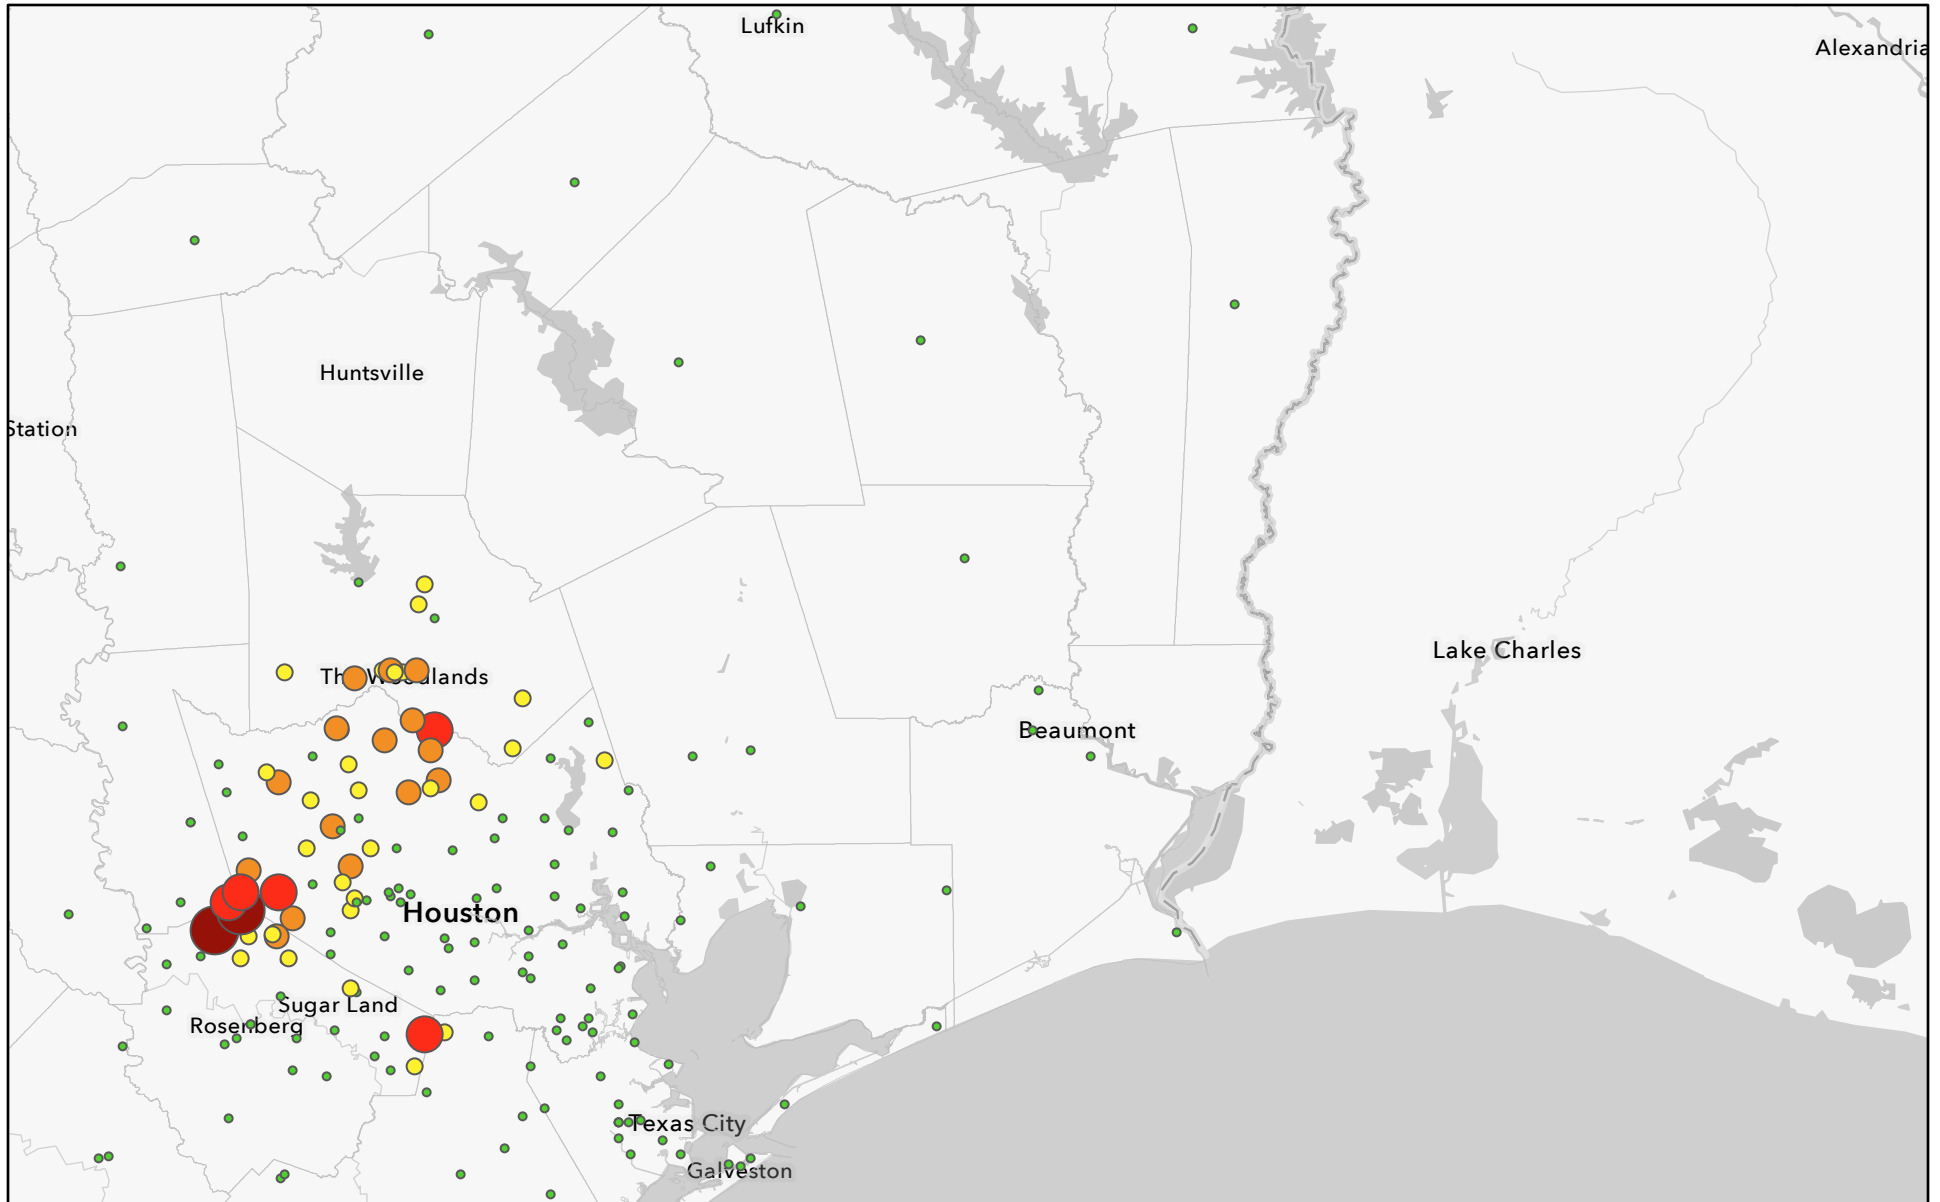 Lufkin
Alexandria
Huntsville
Station
Lake Charles
The Woodlands
Beaumont
Houston
Sugar Land
Rosenberg
Texas City
Galveston